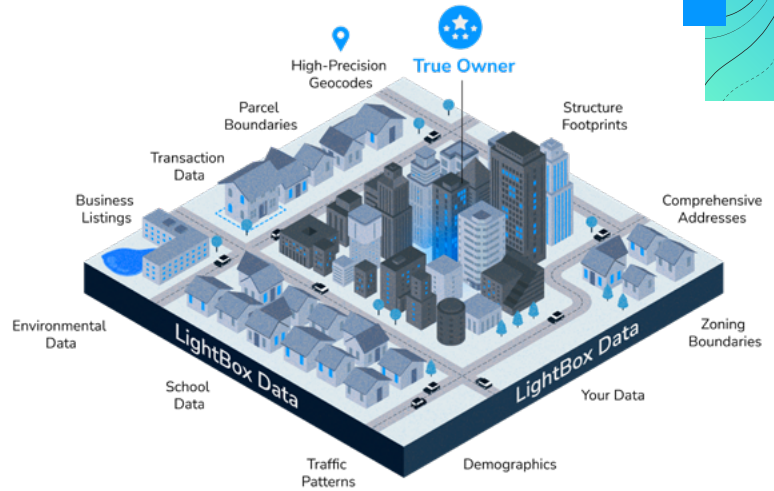 High-Precision
Geocodes
True Owner
Parcel
Boundaries
Structure
Footprints
Transaction
Data
Business
Listings
Comprehensive
Addresses
Environmental
Data
LightBox Data
LightBox Data
Zoning
Boundaries
School
Data
Your Data
Traffic
Patterns
Demographics